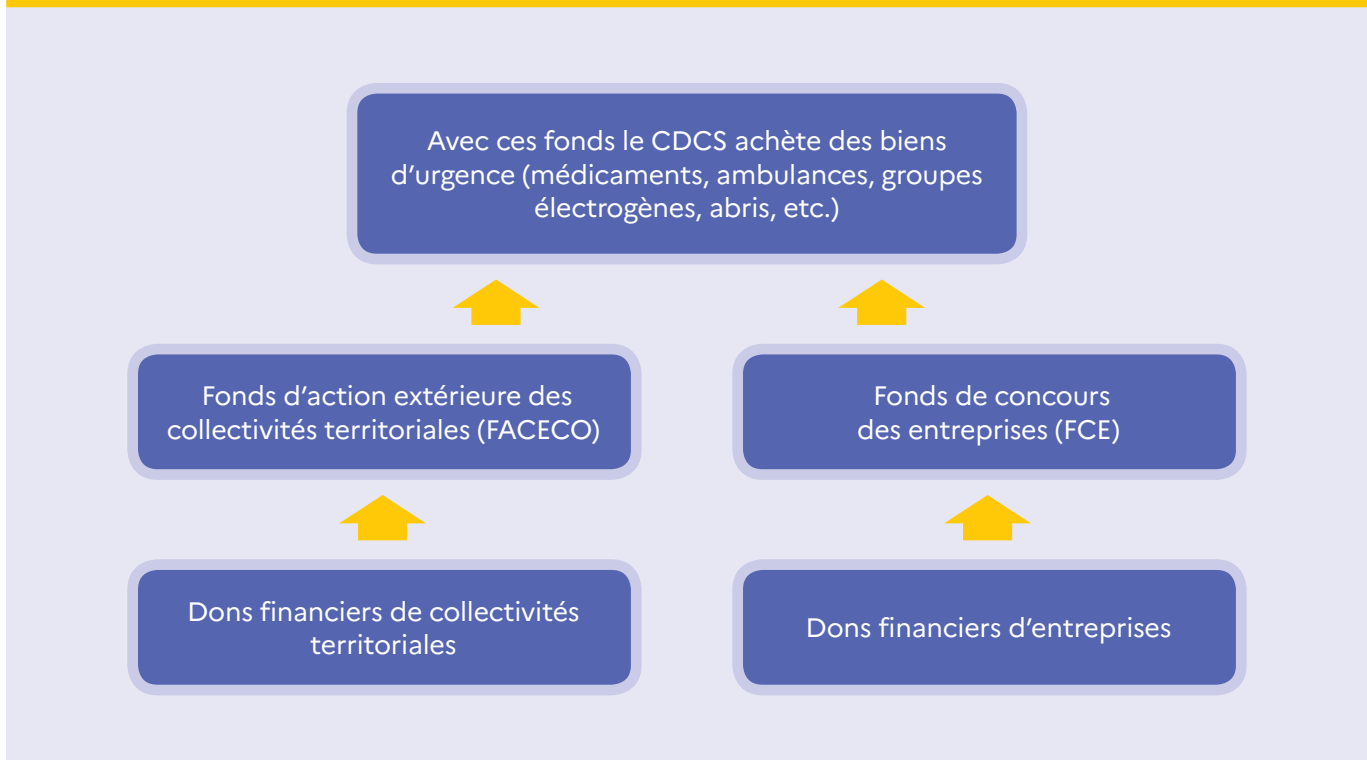 Avec ces fonds le CDCS achète des biens
d’urgence (médicaments, ambulances, groupes
électrogènes, abris, etc.)
Fonds d’action extérieure des
collectivités territoriales (FACECO)
Fonds de concours
des entreprises (FCE)
Dons financiers de collectivités
territoriales
Dons financiers d’entreprises